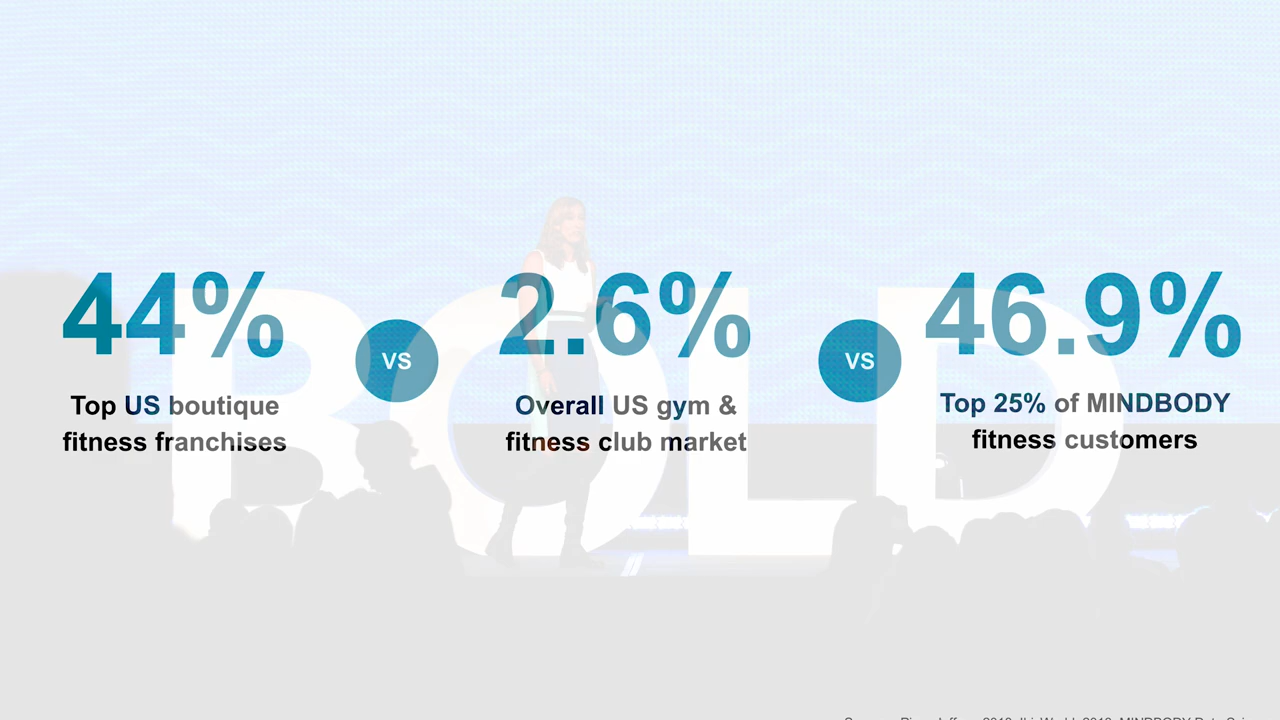 44%
VS
2.6%
VS
46.9%
Top US boutique
fitness franchises
Overall US gym &
fitness club market
Top 25% of MINDBODY
fitness customers
BOLD